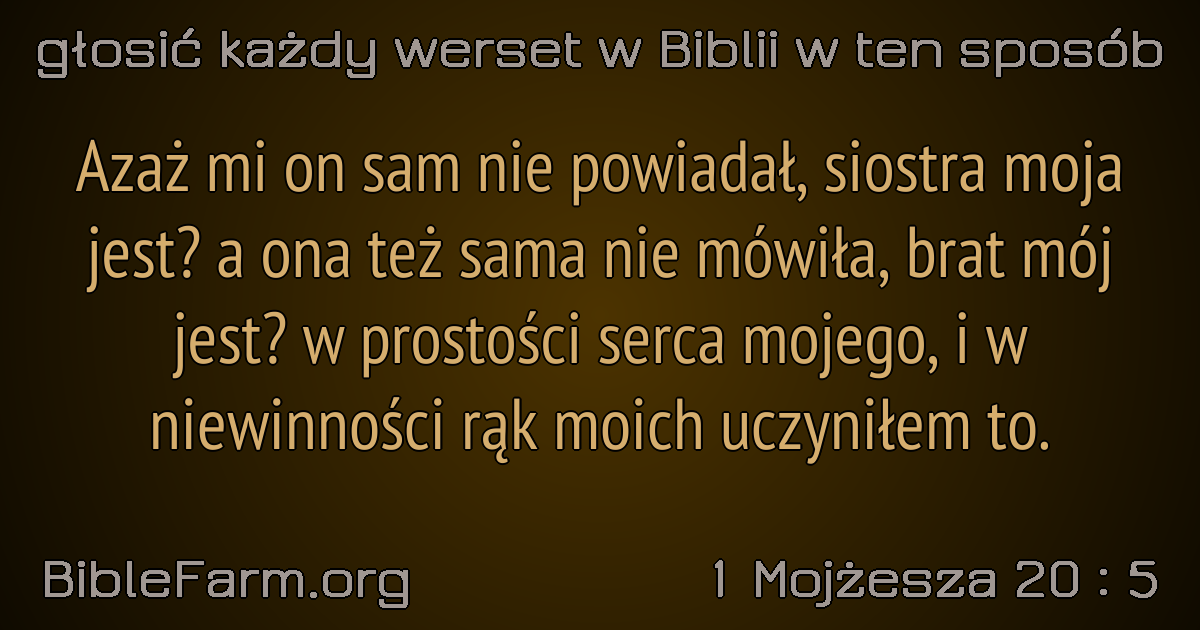 głosić każdy werset w Biblii w ten sposób
Azaż mi on sam nie powiadał, siostra moja
jest? a ona też sama nie mówiła, brat mój
jest? w prostości serca mojego, i w
niewinności rąk moich uczyniłem to.
BibleFarm.org
1 Mojżesza 20 : 5